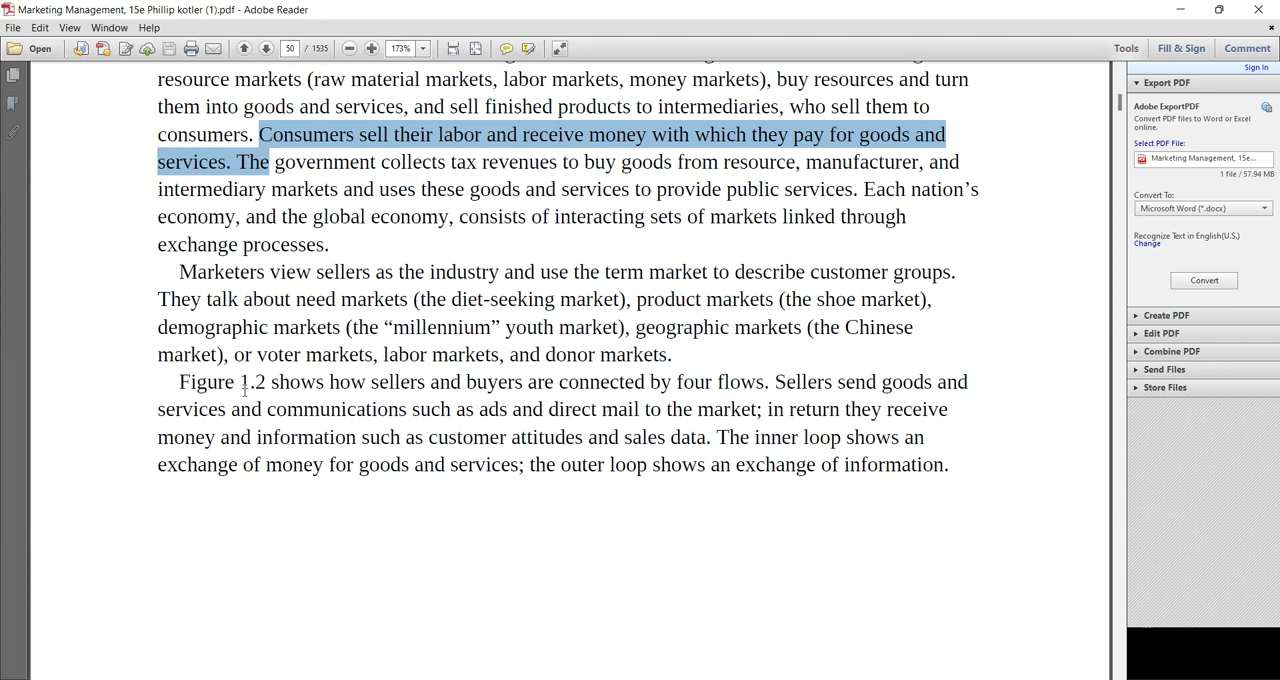 Marketing Management, 15e Phillip kotler (1).pdf - Adobe Reader
File Edit View Window Help
Open 50 / 1535 173% Tools Fill & Sign Comment
Sign In
resource markets (raw material markets, labor markets, money markets), buy resources and turn
them into goods and services, and sell finished products to intermediaries, who sell them to
consumers. Consumers sell their labor and receive money with which they pay for goods and
services. The government collects tax revenues to buy goods from resource, manufacturer, and
intermediary markets and uses these goods and services to provide public services. Each nation’s
economy, and the global economy, consists of interacting sets of markets linked through
exchange processes.
Marketers view sellers as the industry and use the term market to describe customer groups.
They talk about need markets (the diet-seeking market), product markets (the shoe market),
demographic markets (the “millennium” youth market), geographic markets (the Chinese
market), or voter markets, labor markets, and donor markets.
Figure 1.2 shows how sellers and buyers are connected by four flows. Sellers send goods and
services and communications such as ads and direct mail to the market; in return they receive
money and information such as customer attitudes and sales data. The inner loop shows an
exchange of money for goods and services; the outer loop shows an exchange of information.
Export PDF
Adobe ExportPDF
Convert PDF files to Word or Excel
online.
Select PDF File:
Marketing Management, 15e...
1 file / 57.94 MB
Convert To:
Microsoft Word (*.docx)
Recognize Text in English(U.S.)
Change
Convert
Create PDF
Edit PDF
Combine PDF
Send Files
Store Files